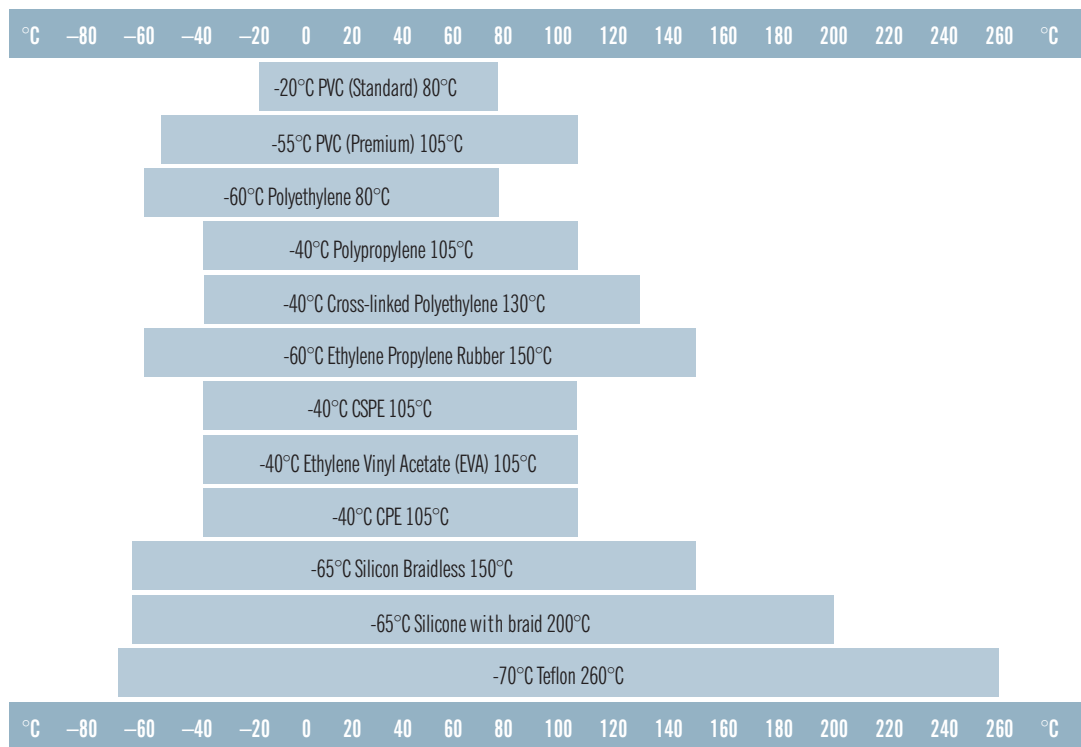 °C –80 –60 –40 –20 0 20 40 60 80 100 120 140 160 180 200 220 240 260 °C
-20°C PVC (Standard) 80°C
-55°C PVC (Premium) 105°C
-60°C Polyethylene 80°C
-40°C Polypropylene 105°C
-40°C Cross-linked Polyethylene 130°C
-60°C Ethylene Propylene Rubber 150°C
-40°C CSPE 105°C
-40°C Ethylene Vinyl Acetate (EVA) 105°C
-40°C CPE 105°C
-65°C Silicon Braidless 150°C
-65°C Silicone with braid 200°C
-70°C Teflon 260°C
°C –80 –60 –40 –20 0 20 40 60 80 100 120 140 160 180 200 220 240 260 °C